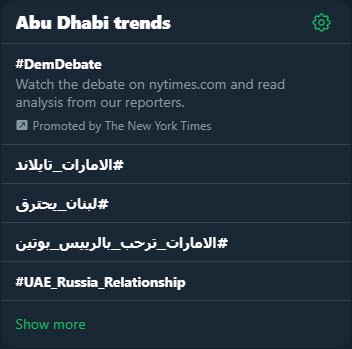 Abu Dhabi trends
#DemDebate
Watch the debate on nytimes.com and read
analysis from our reporters.
Promoted by The New York Times
#الامارات_تايلاند
#لبنان_يحترق
#الامارات_ترحب_بالرييس_بوتين
#UAE_Russia_Relationship
Show more